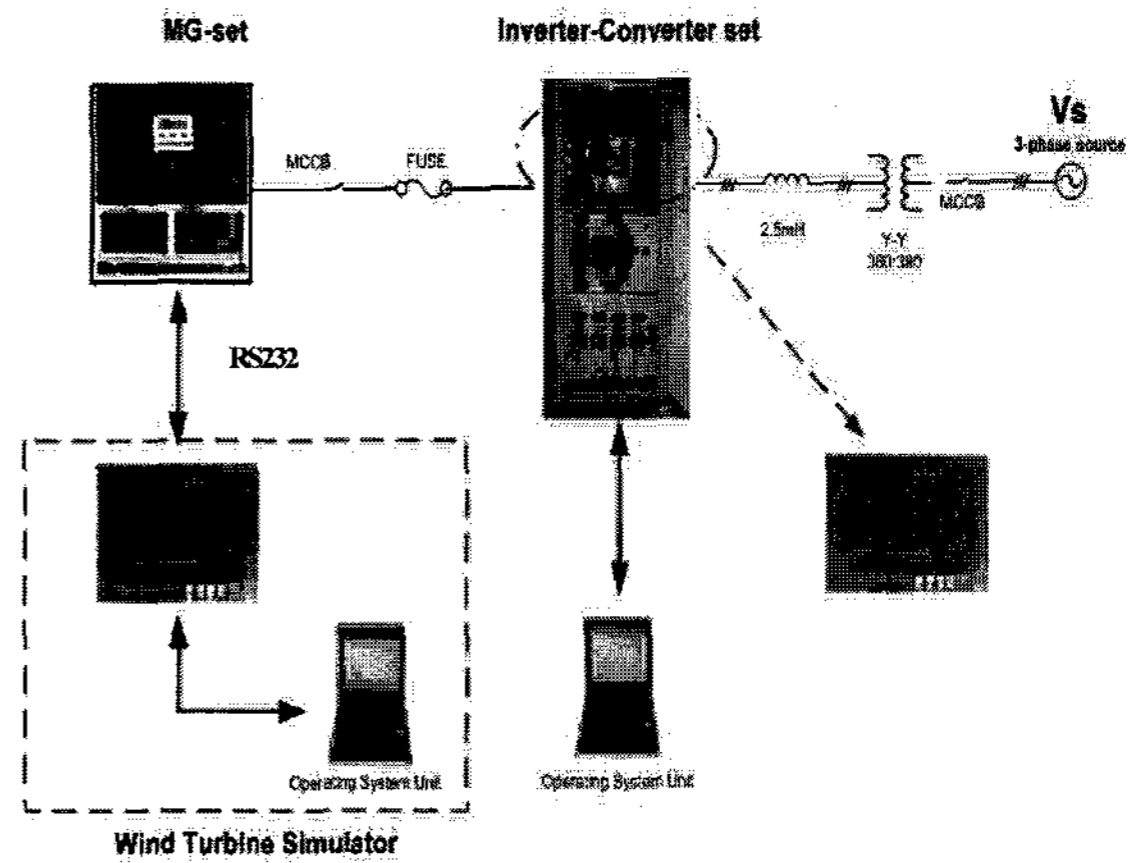 MG-set
Inverter-Converter set
Vs
3-phase source
MCCB
FUSE
MCCB
2.5mH
Y-Y
380:380
RS232
Operating System Unit
Operating System Unit
Wind Turbine Simulator